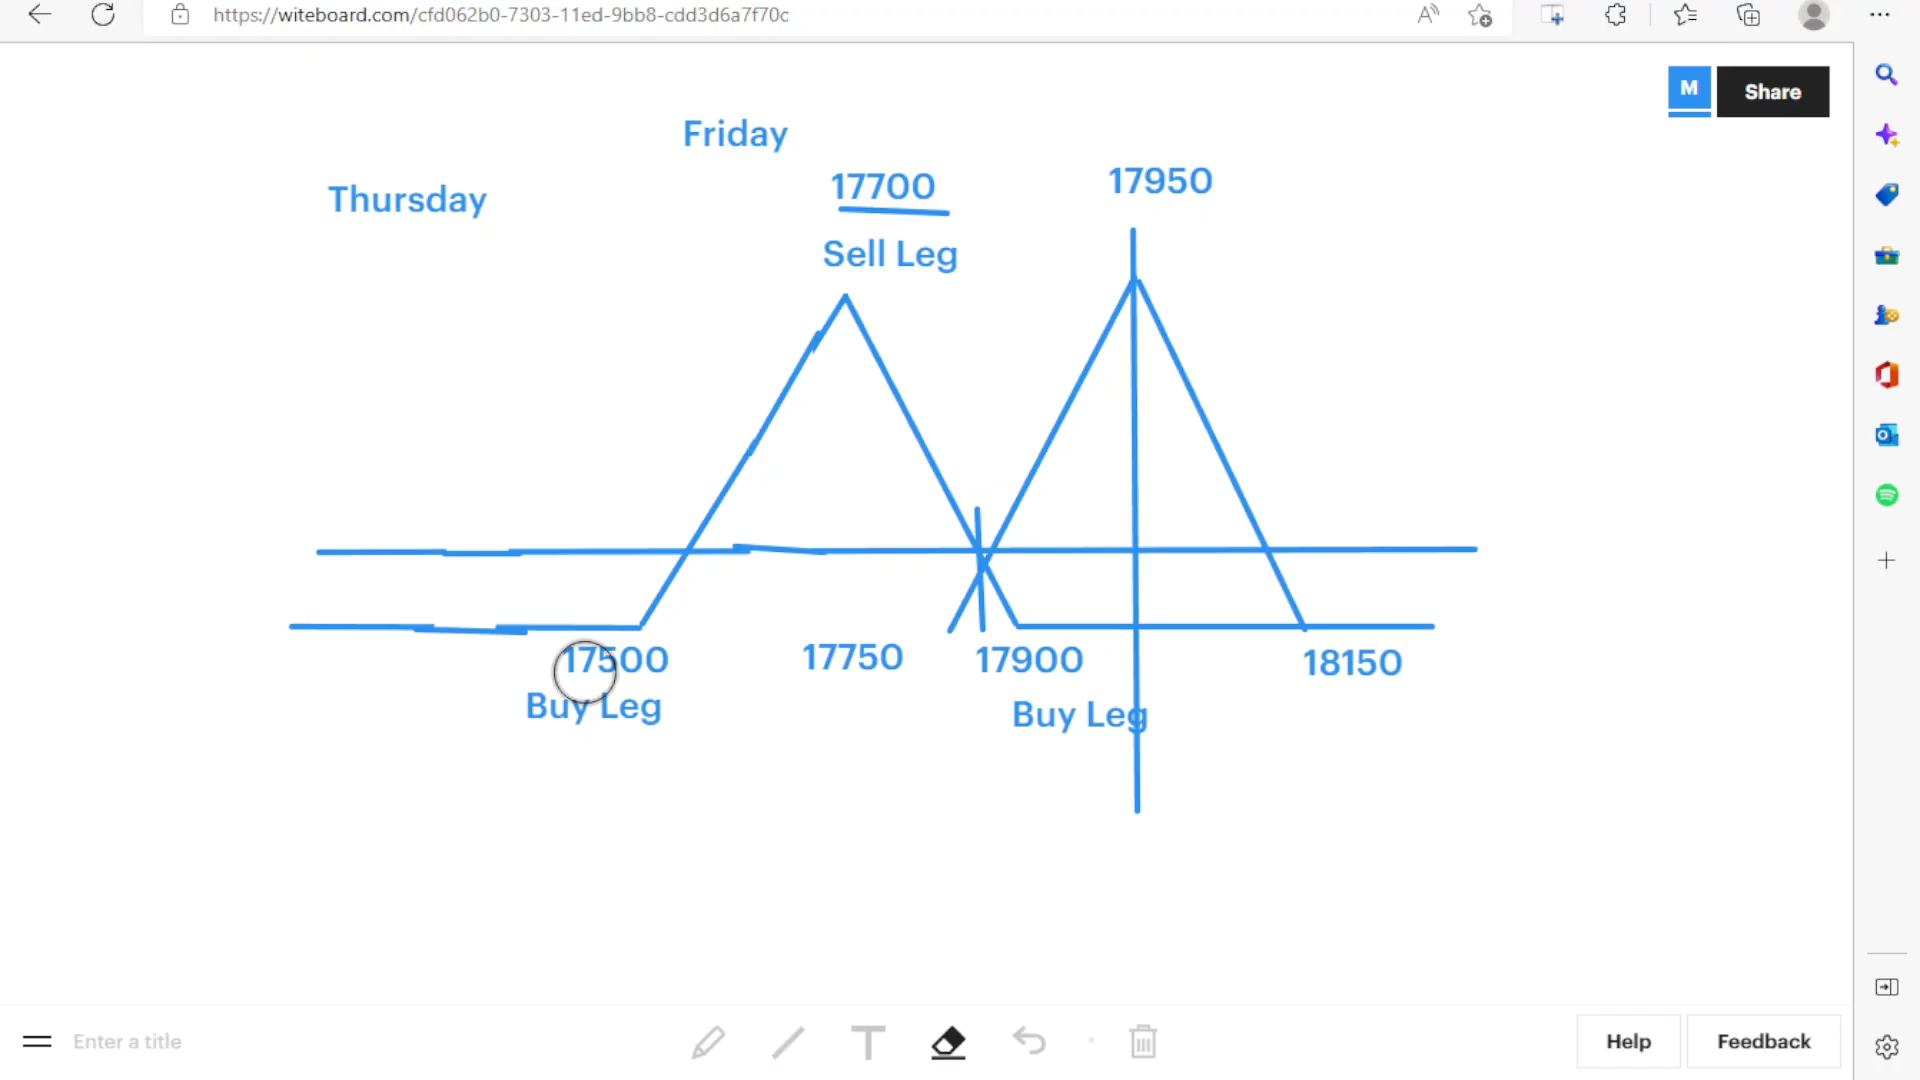 https://witeboard.com/cfd062b0-7303-11ed-9bb8-cdd3d6a7f70c
M
Share
Friday
Thursday
17700
17950
Sell Leg
17500
17750
17900
18150
Buy Leg
Buy Leg
Enter a title
T
Help
Feedback